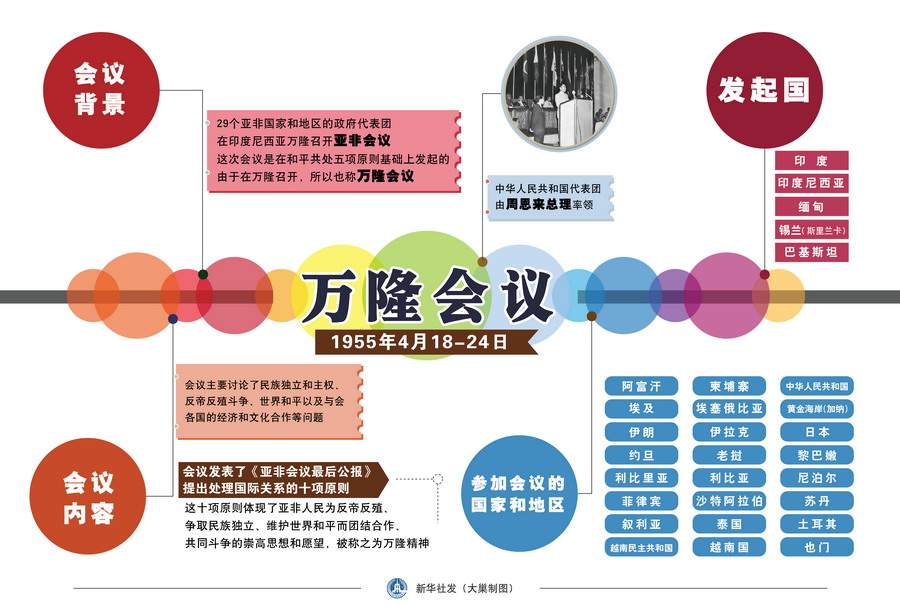 会议
背景
29个亚非国家和地区的政府代表团
在印度尼西亚万隆召开亚非会议
这次会议是在和平共处五项原则基础上发起的
由于在万隆召开，所以也称万隆会议
中华人民共和国代表团
由周恩来总理率领
发起国
印度
印度尼西亚
缅甸
锡兰(斯里兰卡)
巴基斯坦
万隆会议
1955年4月18-24日
会议主要讨论了民族独立和主权、
反帝反殖斗争、世界和平以及与会
各国的经济和文化合作等问题
会议
内容
会议发表了《亚非会议最后公报》
提出处理国际关系的十项原则
这十项原则体现了亚非人民为反帝反殖、
争取民族独立、维护世界和平而团结合作、
共同斗争的崇高思想和愿望，被称之为万隆精神
参加会议的
国家和地区
阿富汗 柬埔寨 中华人民共和国
埃及 埃塞俄比亚 黄金海岸(加纳)
伊朗 伊拉克 日本
约旦 老挝 黎巴嫩
利比里亚 利比亚 尼泊尔
菲律宾 沙特阿拉伯 苏丹
叙利亚 泰国 土耳其
越南民主共和国 越南国 也门
新华社发（大巢制图）